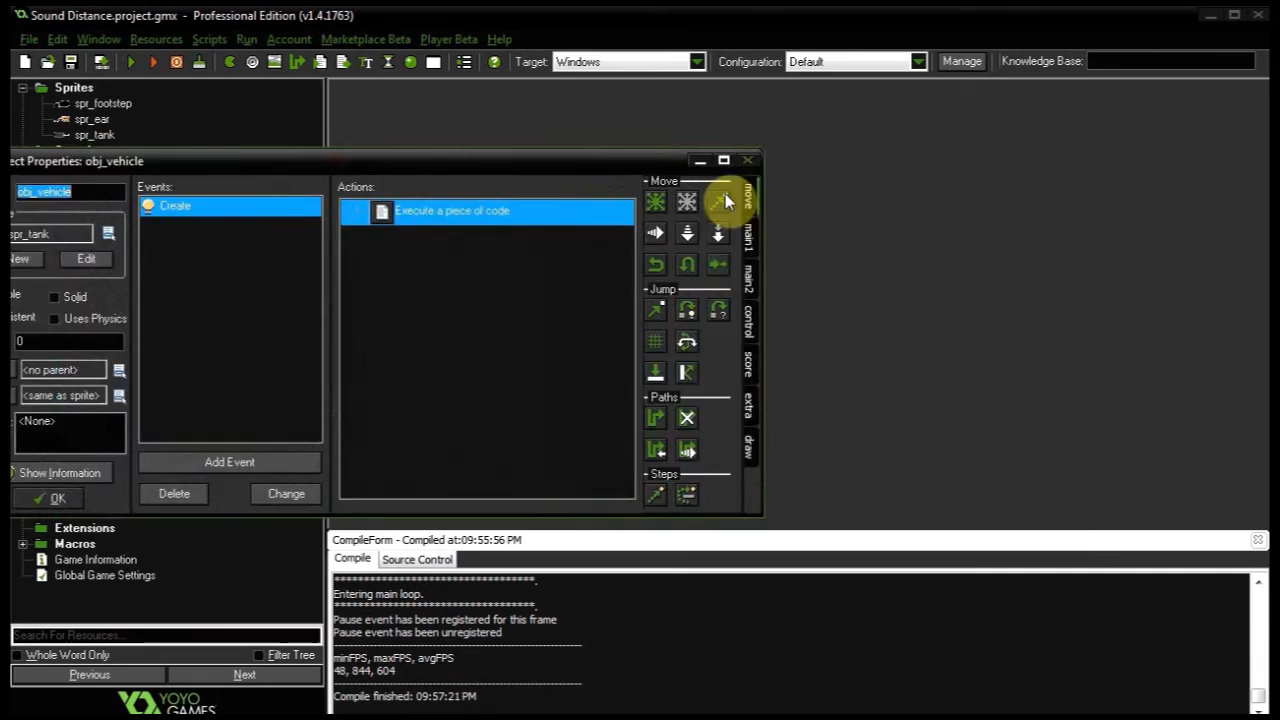 Sound Distance.project.gmx - Professional Edition (v1.4.1763)
File Edit Window Resources Scripts Run Account Marketplace Beta Player Beta Help
Target: Windows Configuration: Default Manage Knowledge Base:
Sprites
spr_footstep
spr_ear
spr_tank
ect Properties: obj_vehicle
obj_vehicle
spr_tank
New Edit
Solid
sistent Uses Physics
0
<no parent>
<same as sprite>
<None>
Show Information
OK
Events:
Create
Add Event
Delete Change
Actions:
Execute a piece of code
Move
Jump
Paths
Steps
move
main1
main2
control
score
extra
draw
Extensions
Macros
Game Information
Global Game Settings
Search For Resources...
Whole Word Only Filter Tree
Previous Next
YOYO
GAMES
CompileForm - Compiled at:09:55:56 PM
Compile Source Control
***********************************.
Entering main loop.
***********************************.
Pause event has been registered for this frame
Pause event has been unregistered
minFPS, maxFPS, avgFPS
48, 844, 604
Compile finished: 09:57:21 PM